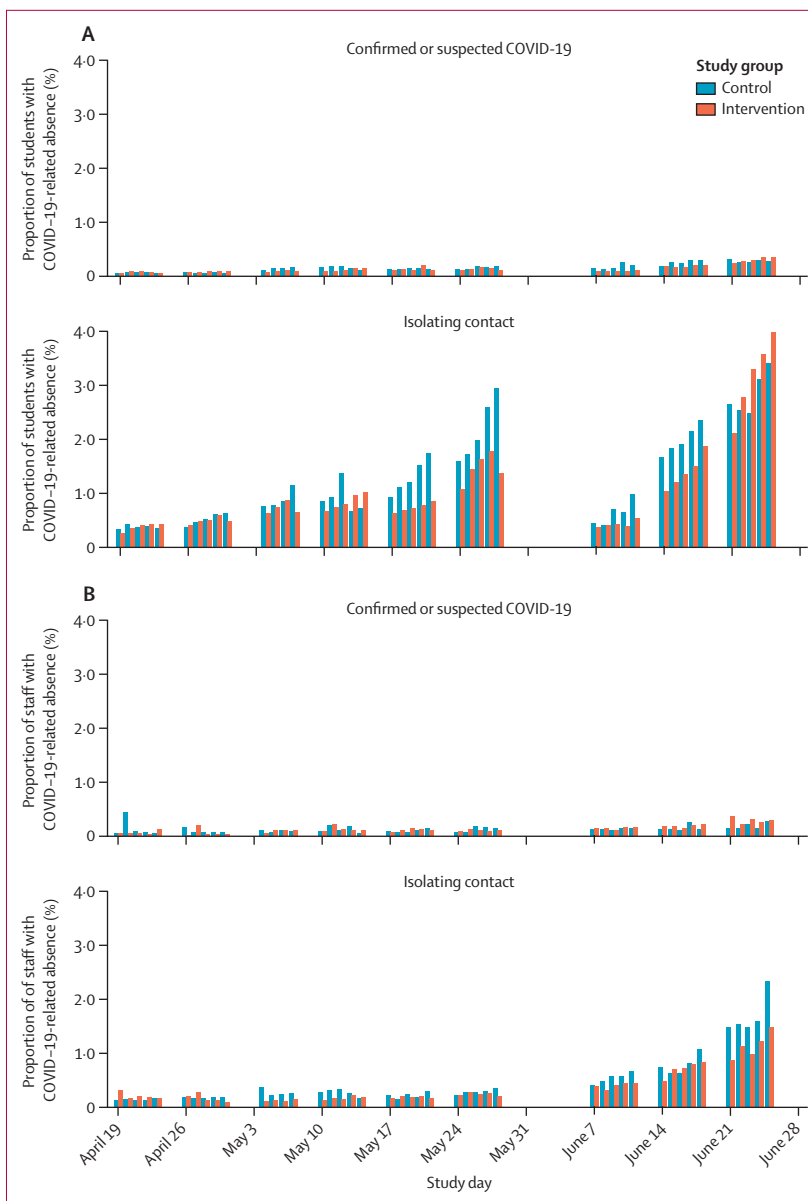 A
Confirmed or suspected COVID-19
Study group
Control
Intervention
Proportion of students with
COVID–19-related absence (%)
4·0
3·0
2·0
1·0
0
Isolating contact
Proportion of students with
COVID–19-related absence (%)
4·0
3·0
2·0
1·0
0
B
Confirmed or suspected COVID-19
Proportion of staff with
COVID–19-related absence (%)
4·0
3·0
2·0
1·0
0
Isolating contact
Proportion of of staff with
COVID–19-related absence (%)
4·0
3·0
2·0
1·0
0
April 19
April 26
May 3
May 10
May 17
May 24
May 31
June 7
June 14
June 21
June 28
Study day